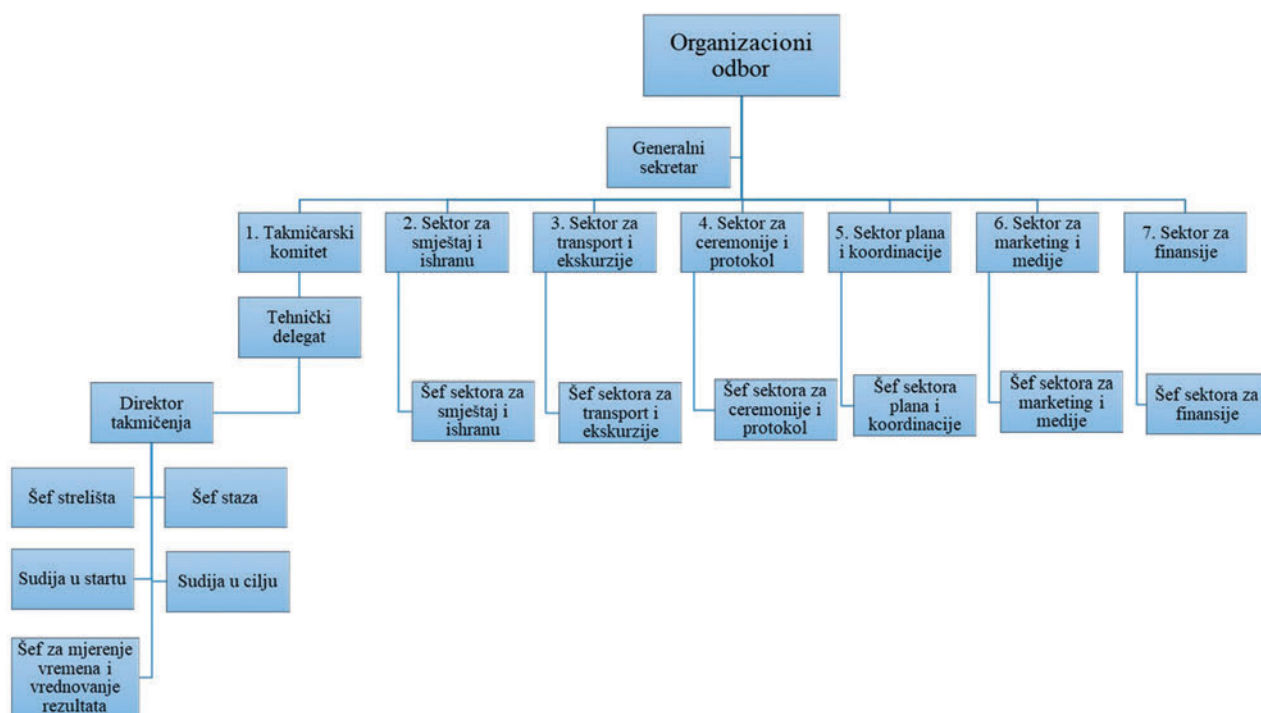 Organizacioni
odbor
Generalni
sekretar
1. Takmičarski
komitet
2. Sektor za
smještaj i
ishranu
3. Sektor za
transport i
ekskurzije
4. Sektor za
ceremonije i
protokol
5. Sektor plana
i koordinacije
6. Sektor za
marketing i
medije
7. Sektor za
finansije
Tehnički
delegat
Šef sektora za
smještaj i
ishranu
Šef sektora za
transport i
ekskurzije
Šef sektora za
ceremonije i
protokol
Šef sektora
plana i
koordinacije
Šef sektora za
marketing i
medije
Šef sektora za
finansije
Direktor
takmičenja
Šef strelišta
Šef staza
Sudija u startu
Sudija u cilju
Šef za mjerenje
vremena i
vrednovanje
rezultata